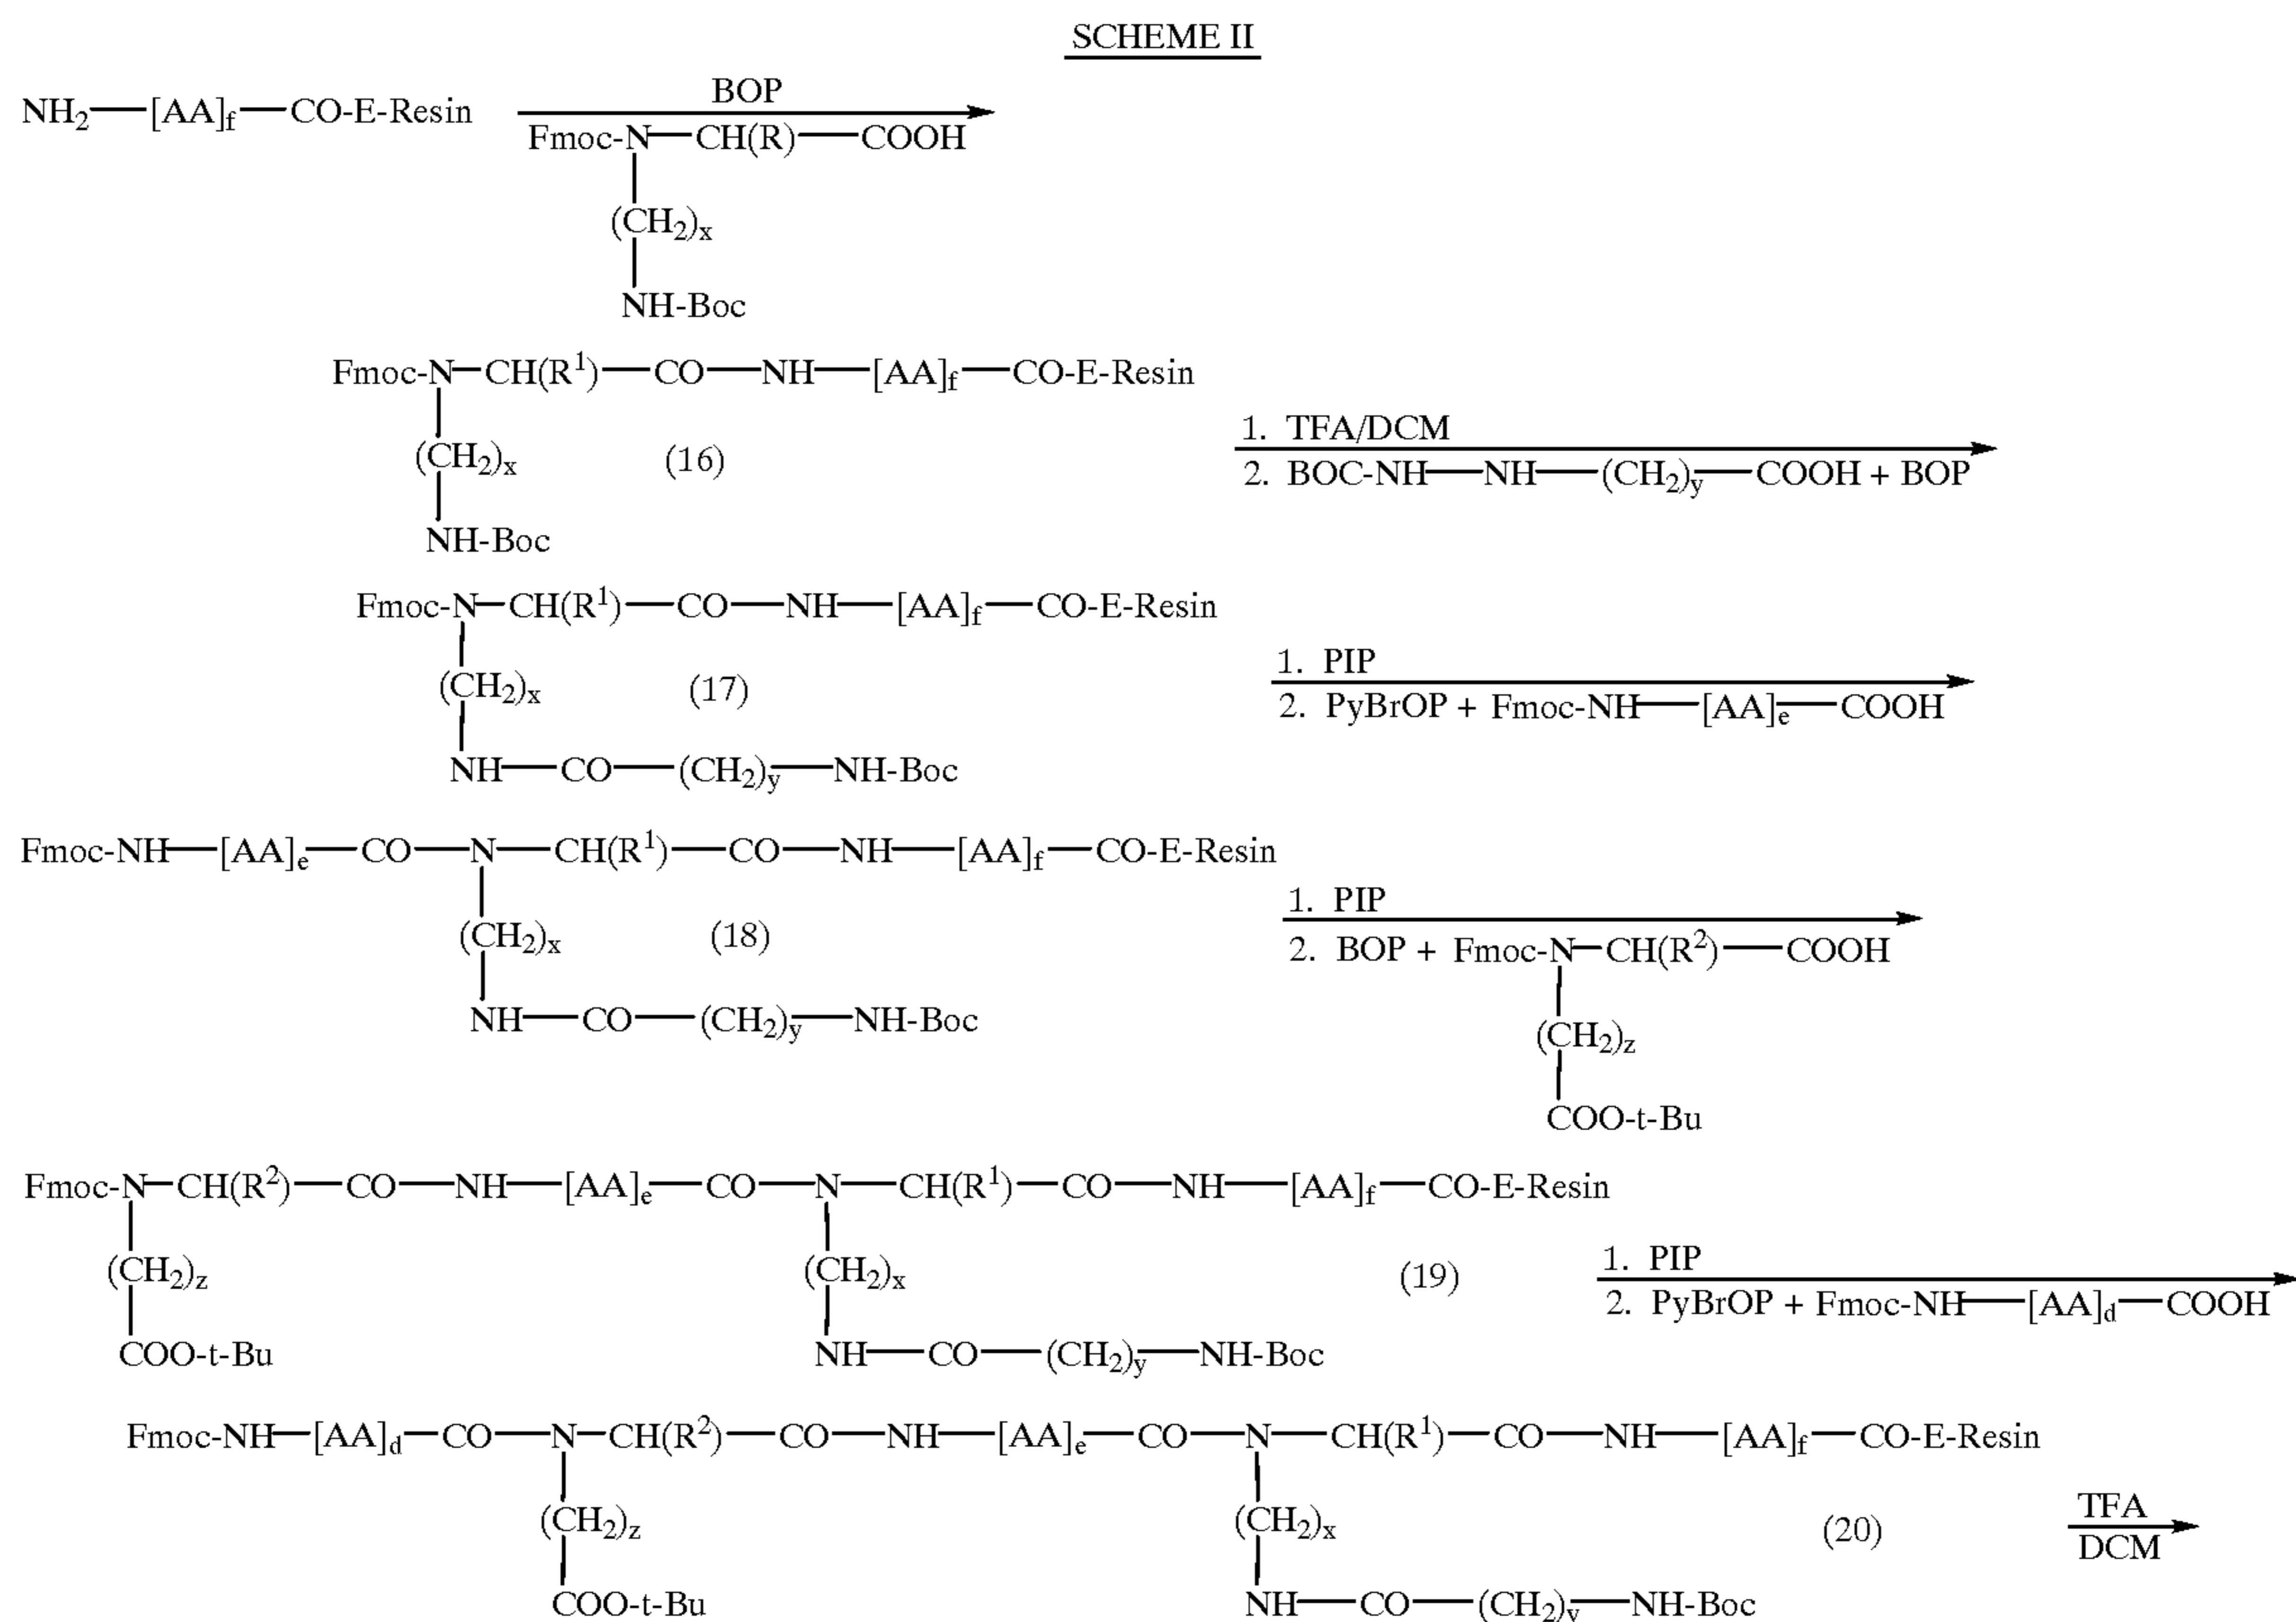 SCHEME II
NH₂—[AA]f—CO-E-Resin
BOP
Fmoc-N—CH(R)—COOH
(CH₂)x
NH-Boc
Fmoc-N—CH(R¹)—CO—NH—[AA]f—CO-E-Resin
(CH₂)x
(16)
NH-Boc
1. TFA/DCM
2. BOC-NH—NH—(CH₂)y—COOH + BOP
Fmoc-N—CH(R¹)—CO—NH—[AA]f—CO-E-Resin
(CH₂)x
(17)
NH—CO—(CH₂)y—NH-Boc
1. PIP
2. PyBrOP + Fmoc-NH—[AA]e—COOH
Fmoc-NH—[AA]e—CO—N—CH(R¹)—CO—NH—[AA]f—CO-E-Resin
(CH₂)x
(18)
NH—CO—(CH₂)y—NH-Boc
1. PIP
2. BOP + Fmoc-N—CH(R²)—COOH
(CH₂)z
COO-t-Bu
Fmoc-N—CH(R²)—CO—NH—[AA]e—CO—N—CH(R¹)—CO—NH—[AA]f—CO-E-Resin
(CH₂)z
(CH₂)x
(19)
COO-t-Bu
NH—CO—(CH₂)y—NH-Boc
1. PIP
2. PyBrOP + Fmoc-NH—[AA]d—COOH
Fmoc-NH—[AA]d—CO—N—CH(R²)—CO—NH—[AA]e—CO—N—CH(R¹)—CO—NH—[AA]f—CO-E-Resin
(CH₂)z
(CH₂)x
(20)
COO-t-Bu
NH—CO—(CH₂)y—NH-Boc
TFA
DCM